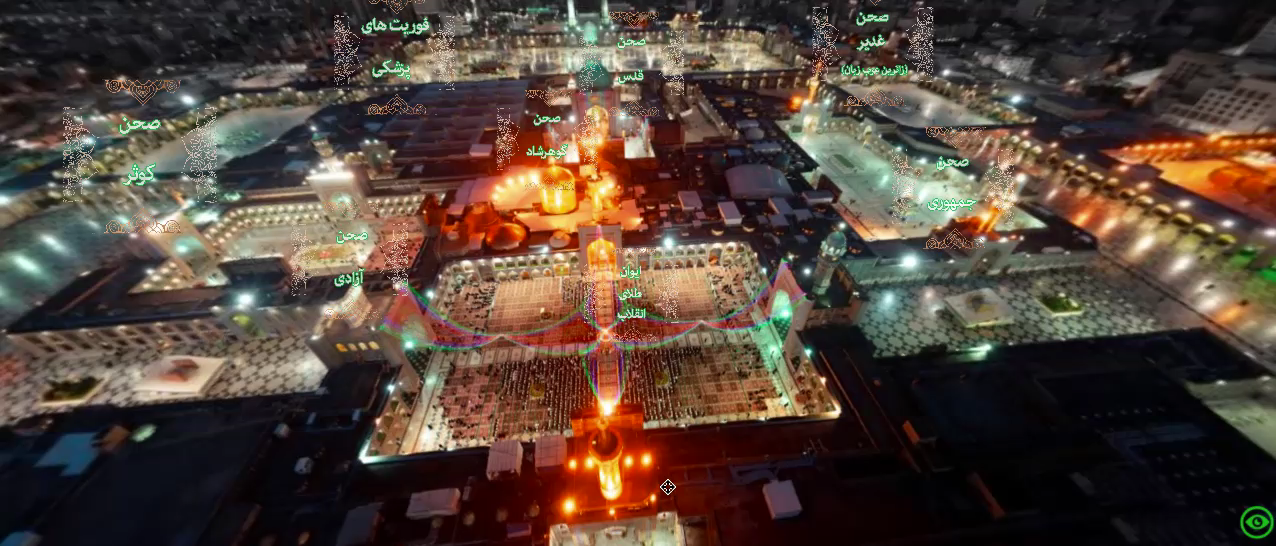 فوریت های
پزشکی
صحن
غدیر
(زائرین عرب زبان)
صحن
قدس
صحن
کوثر
صحن
گوهرشاد
صحن
جمهوری
صحن
آزادی
ایوان
طلای
انقلاب